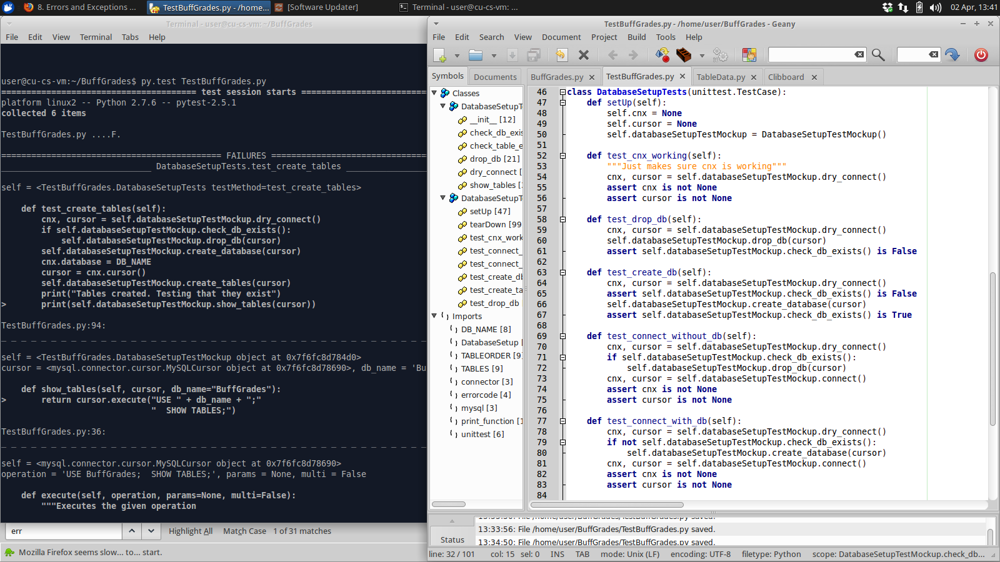 8. Errors and Exceptions ...
TestBuffGrades.py - /home...
[Software Updater]
Terminal - user@cu-cs-vm: ...
02 Apr, 13:41
Terminal - user@cu-cs-vm: ~/BuffGrades
File Edit View Terminal Tabs Help
user@cu-cs-vm:~/BuffGrades$ py.test TestBuffGrades.py
======================================= test session starts =========================
platform linux2 -- Python 2.7.6 -- pytest-2.5.1
collected 6 items
TestBuffGrades.py ....F.
============================================ FAILURES ===============================
______________________________ DatabaseSetupTests.test_create_tables ________________
self = <TestBuffGrades.DatabaseSetupTests testMethod=test_create_tables>
    def test_create_tables(self):
        cnx, cursor = self.databaseSetupTestMockup.dry_connect()
        if self.databaseSetupTestMockup.check_db_exists():
            self.databaseSetupTestMockup.drop_db(cursor)
        self.databaseSetupTestMockup.create_database(cursor)
        cnx.database = DB_NAME
        cursor = cnx.cursor()
        self.databaseSetupTestMockup.create_tables(cursor)
        print("Tables created. Testing that they exist")
>       print(self.databaseSetupTestMockup.show_tables(cursor))
TestBuffGrades.py:94:
_ _ _ _ _ _ _ _ _ _ _ _ _ _ _ _ _ _ _ _ _ _ _ _ _ _ _ _ _ _ _ _ _ _ _ _ _ _ _ _ _ _ _
self = <TestBuffGrades.DatabaseSetupTestMockup object at 0x7f6fc8d784d0>
cursor = <mysql.connector.cursor.MySQLCursor object at 0x7f6fc8d78690>, db_name = 'Bu
    def show_tables(self, cursor, db_name="BuffGrades"):
>       return cursor.execute("USE " + db_name + ";"
                              "  SHOW TABLES;")
TestBuffGrades.py:36:
_ _ _ _ _ _ _ _ _ _ _ _ _ _ _ _ _ _ _ _ _ _ _ _ _ _ _ _ _ _ _ _ _ _ _ _ _ _ _ _ _ _ _
self = <mysql.connector.cursor.MySQLCursor object at 0x7f6fc8d78690>
operation = 'USE BuffGrades;  SHOW TABLES;', params = None, multi = False
    def execute(self, operation, params=None, multi=False):
        """Executes the given operation
err
Highlight All Match Case 1 of 31 matches
Mozilla Firefox seems slow... to... start.
TestBuffGrades.py - /home/user/BuffGrades - Geany
File Edit Search View Document Project Build Tools Help
Symbols Documents
Classes
DatabaseSetupT
__init__ [12]
check_db_exis
check_table_e
drop_db [21]
dry_connect [
show_tables [
DatabaseSetupT
setUp [47]
tearDown [99
test_cnx_work
test_connect_
test_connect_
test_create_db
test_create_ta
test_drop_db
Imports
DB_NAME [8]
DatabaseSetup [
TABLEORDER [9]
TABLES [9]
connector [3]
errorcode [4]
mysql [3]
print_function [1
unittest [6]
BuffGrades.py TestBuffGrades.py TableData.py Clibboard
46 class DatabaseSetupTests(unittest.TestCase):
47     def setUp(self):
48         self.cnx = None
49         self.cursor = None
50         self.databaseSetupTestMockup = DatabaseSetupTestMockup()
51
52     def test_cnx_working(self):
53         """Just makes sure cnx is working"""
54         cnx, cursor = self.databaseSetupTestMockup.dry_connect()
55         assert cnx is not None
56         assert cursor is not None
57
58     def test_drop_db(self):
59         cnx, cursor = self.databaseSetupTestMockup.dry_connect()
60         self.databaseSetupTestMockup.drop_db(cursor)
61         assert self.databaseSetupTestMockup.check_db_exists() is False
62
63     def test_create_db(self):
64         cnx, cursor = self.databaseSetupTestMockup.dry_connect()
65         assert self.databaseSetupTestMockup.check_db_exists() is False
66         self.databaseSetupTestMockup.create_database(cursor)
67         assert self.databaseSetupTestMockup.check_db_exists() is True
68
69     def test_connect_without_db(self):
70         cnx, cursor = self.databaseSetupTestMockup.dry_connect()
71         if self.databaseSetupTestMockup.check_db_exists():
72             self.databaseSetupTestMockup.drop_db(cursor)
73         cnx, cursor = self.databaseSetupTestMockup.connect()
74         assert cnx is not None
75         assert cursor is not None
76
77     def test_connect_with_db(self):
78         cnx, cursor = self.databaseSetupTestMockup.dry_connect()
79         if not self.databaseSetupTestMockup.check_db_exists():
80             self.databaseSetupTestMockup.create_database(cursor)
81         cnx, cursor = self.databaseSetupTestMockup.connect()
82         assert cnx is not None
83         assert cursor is not None
84
Status
13:33:50: File /home/user/BuffGrades/TestBuffGrades.py saved.
13:33:56: File /home/user/BuffGrades/TestBuffGrades.py saved.
13:34:50: File /home/user/BuffGrades/TestBuffGrades.py saved.
line: 32 / 101 col: 15 sel: 0 INS TAB mode: Unix (LF) encoding: UTF-8 filetype: Python scope: DatabaseSetupTestMockup.check_db...